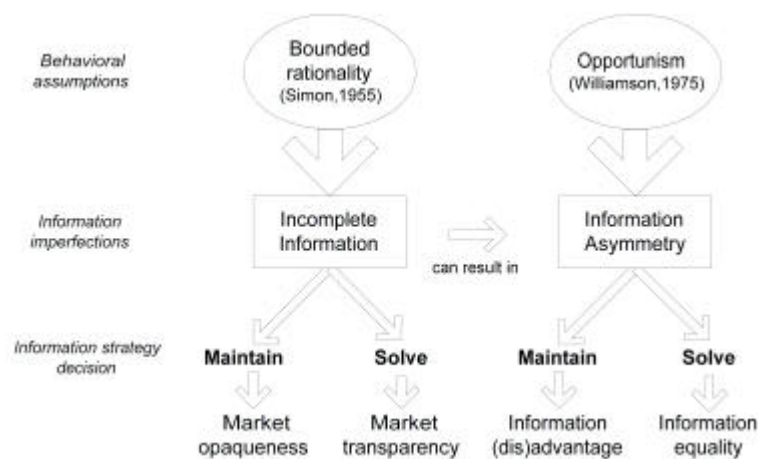 Behavioral
assumptions
Bounded
rationality
(Simon,1955)
Opportunism
(Williamson,1975)
Information
imperfections
Incomplete
Information
can result in
Information
Asymmetry
Information strategy
decision
Maintain
Solve
Maintain
Solve
Market
opaqueness
Market
transparency
Information
(dis)advantage
Information
equality